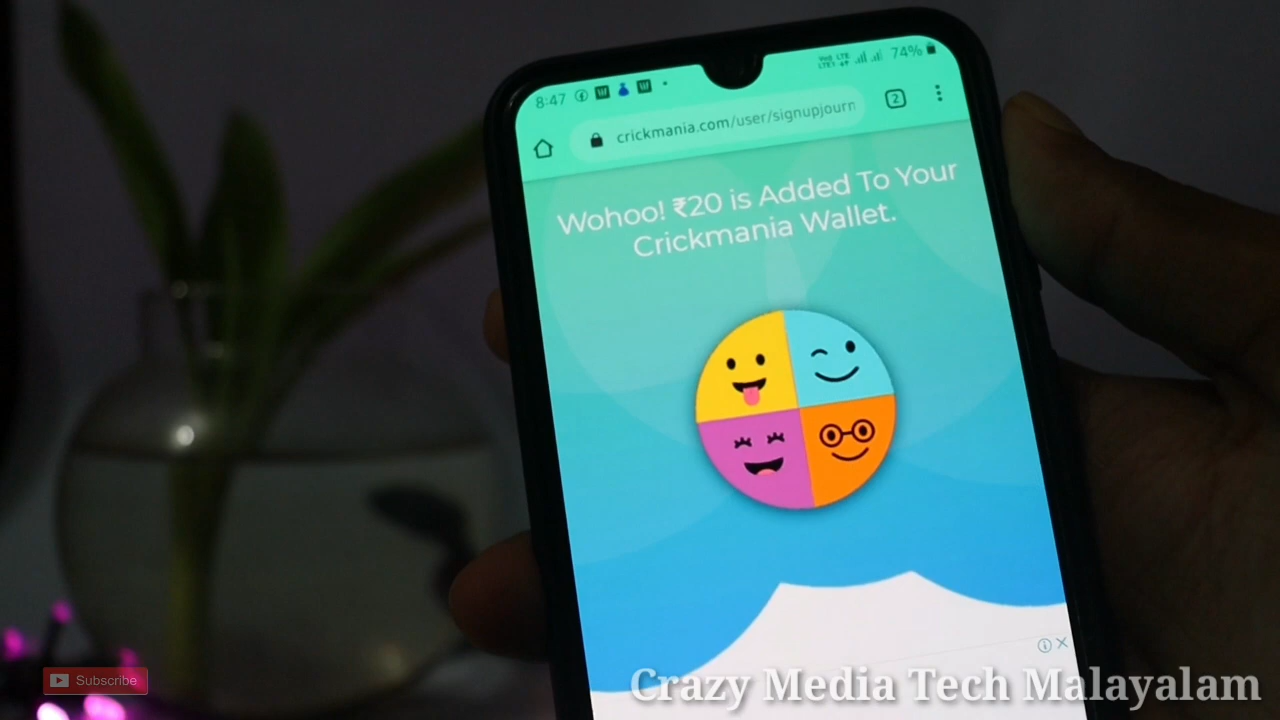 8:47
74%
crickmania.com/user/signupjourn
2
Wohoo! ₹20 is Added To Your
Crickmania Wallet.
Subscribe
Crazy Media Tech Malayalam